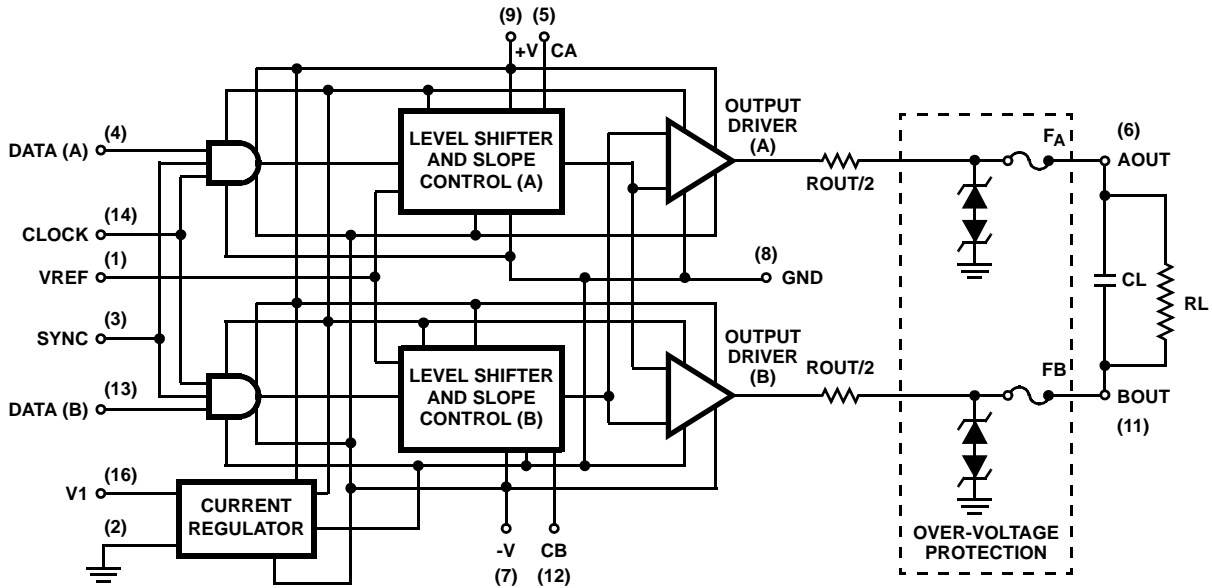 (9) (5)
+V CA
DATA (A) (4)
CLOCK (14)
VREF (1)
SYNC (3)
DATA (B) (13)
V1 (16)
(2)
LEVEL SHIFTER
AND SLOPE
CONTROL (A)
OUTPUT
DRIVER
(A)
ROUT/2
FA
(6)
AOUT
(8)
GND
CL
RL
LEVEL SHIFTER
AND SLOPE
CONTROL (B)
OUTPUT
DRIVER
(B)
ROUT/2
FB
BOUT
(11)
CURRENT
REGULATOR
-V CB
(7) (12)
OVER-VOLTAGE
PROTECTION